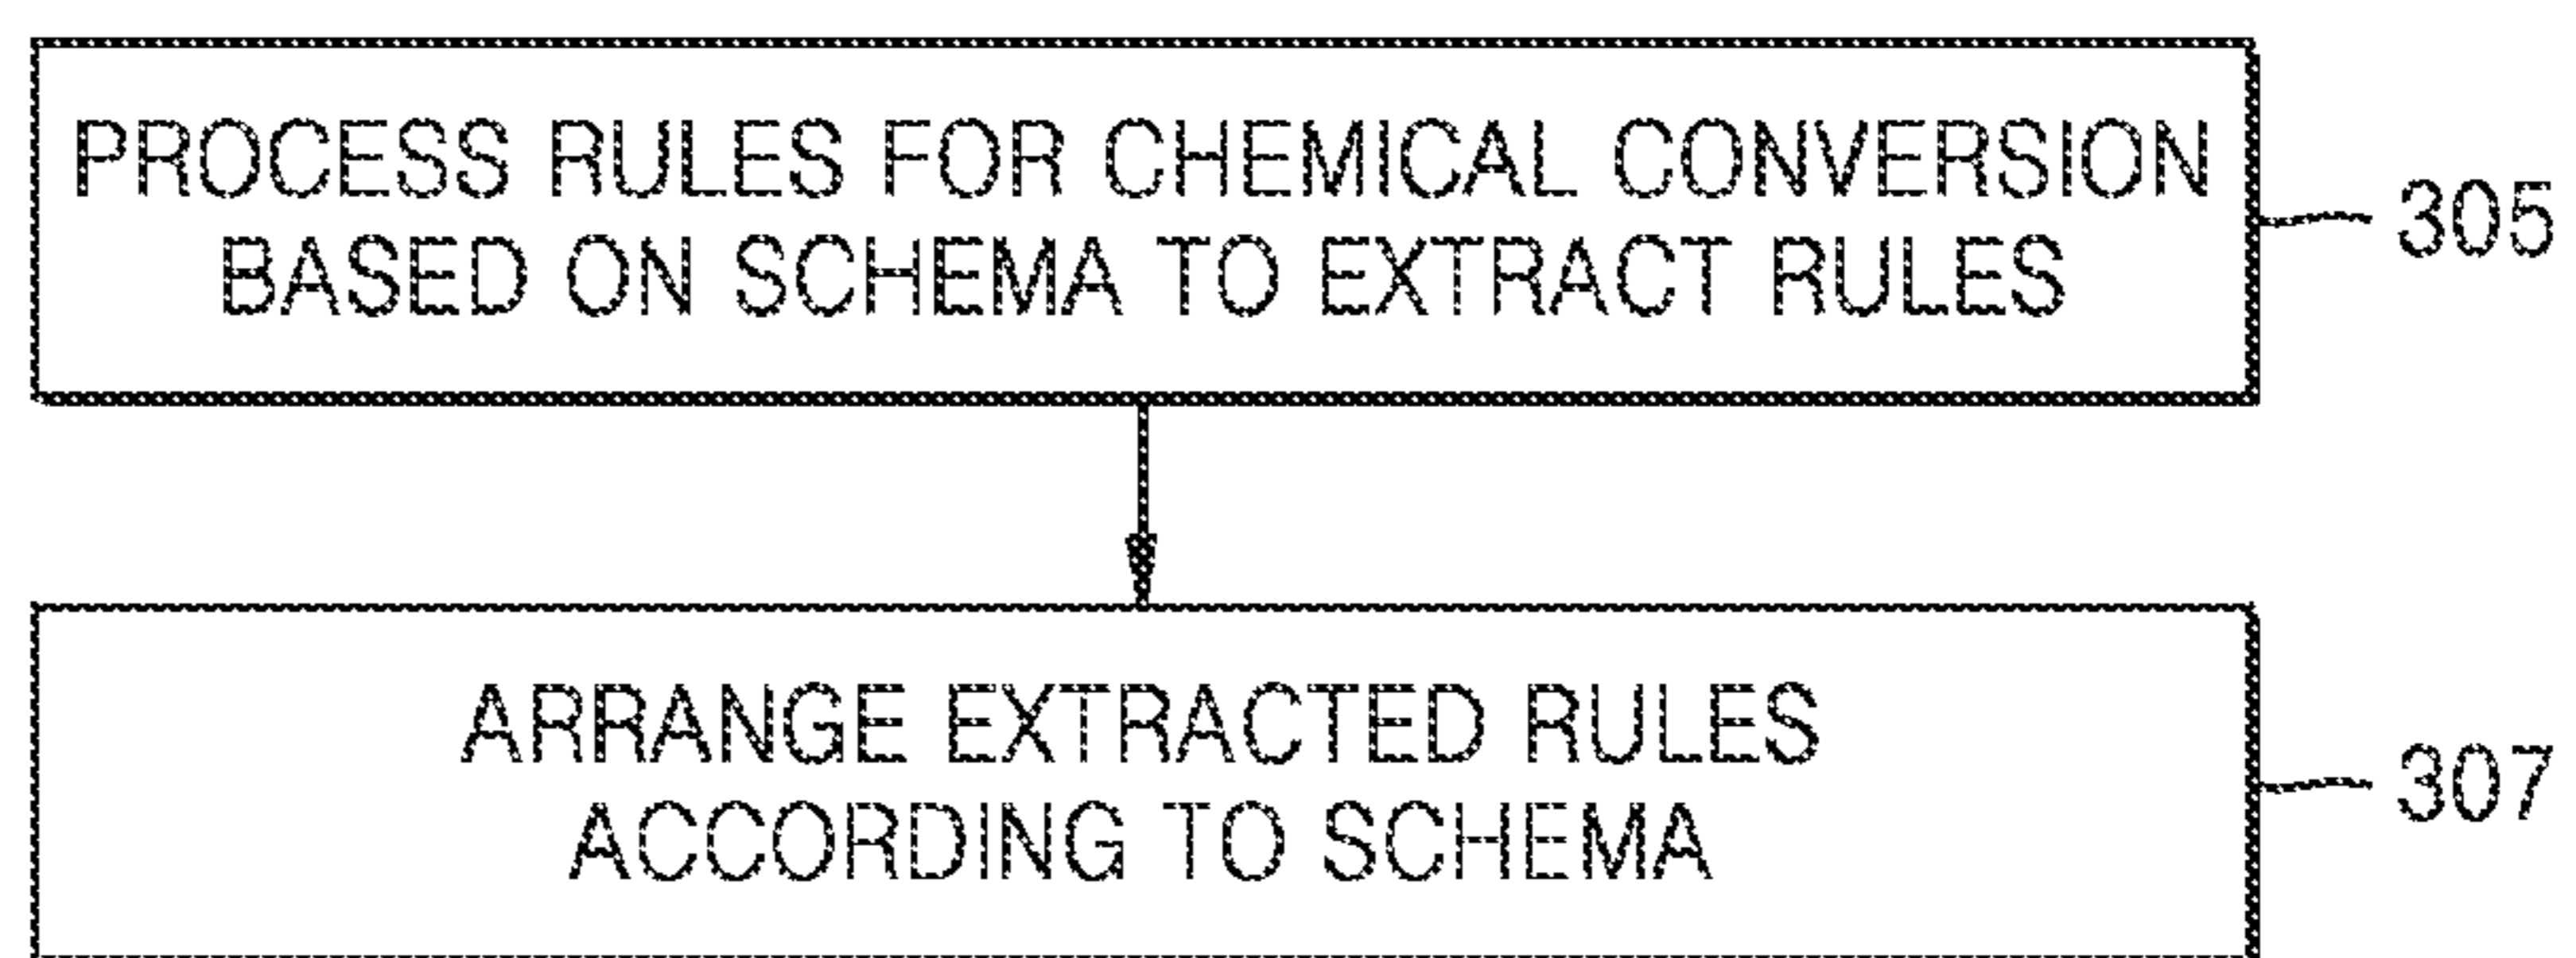 PROCESS RULES FOR CHEMICAL CONVERSION
BASED ON SCHEMA TO EXTRACT RULES
305
ARRANGE EXTRACTED RULES
ACCORDING TO SCHEMA
307